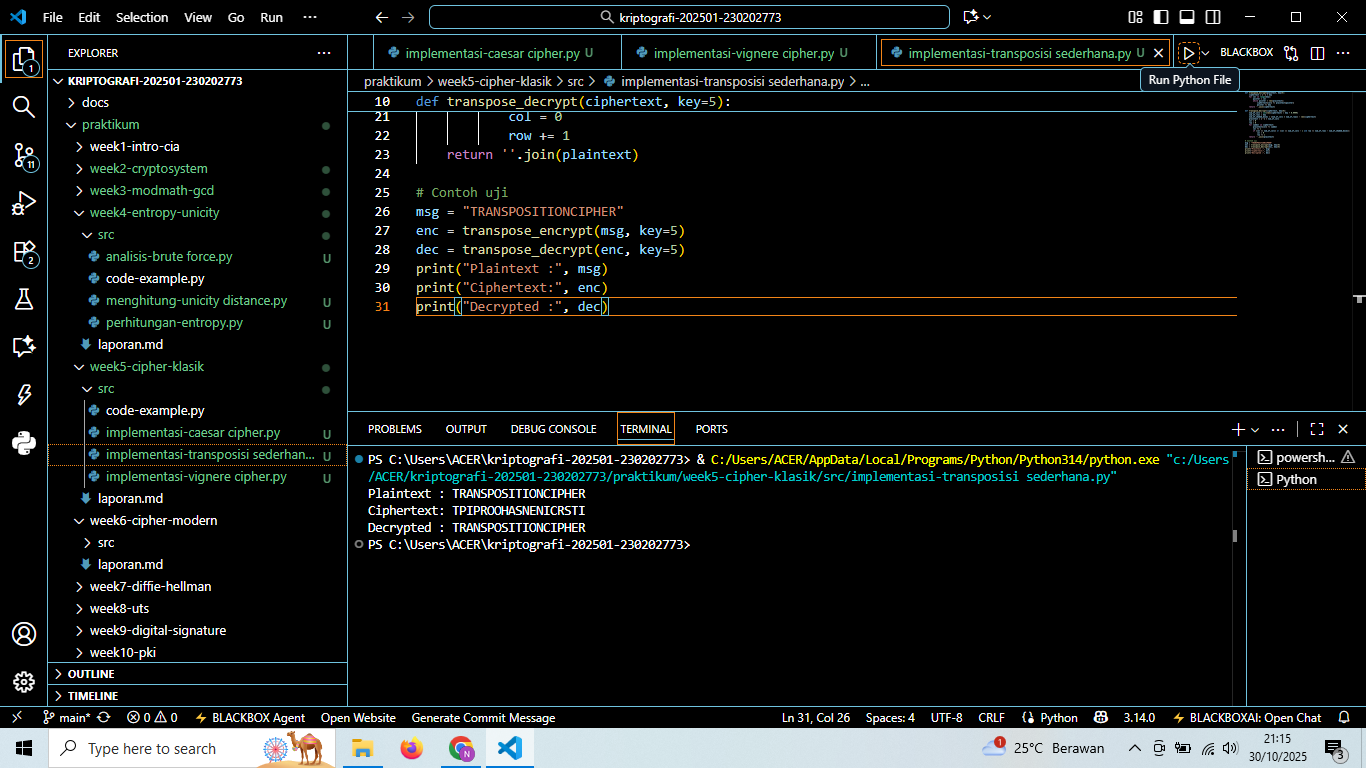 File Edit Selection View Go Run ···
kriptografi-202501-230202773
EXPLORER ···
KRIPTOGRAFI-202501-230202773
docs
praktikum
week1-intro-cia
week2-cryptosystem
week3-modmath-gcd
week4-entropy-unicity
src
analisis-brute force.py U
code-example.py
menghitung-unicity distance.py U
perhitungan-entropy.py U
laporan.md
week5-cipher-klasik
src
code-example.py
implementasi-caesar cipher.py U
implementasi-transposisi sederhan... U
implementasi-vignere cipher.py U
laporan.md
week6-cipher-modern
src
laporan.md
week7-diffie-hellman
week8-uts
week9-digital-signature
week10-pki
OUTLINE
TIMELINE
1
11
2
implementasi-caesar cipher.py U
implementasi-vignere cipher.py U
implementasi-transposisi sederhana.py U
BLACKBOX
Run Python File
praktikum > week5-cipher-klasik > src > implementasi-transposisi sederhana.py > ...
10 def transpose_decrypt(ciphertext, key=5):
21 col = 0
22 row += 1
23 return ''.join(plaintext)
24
25 # Contoh uji
26 msg = "TRANSPOSITIONCIPHER"
27 enc = transpose_encrypt(msg, key=5)
28 dec = transpose_decrypt(enc, key=5)
29 print("Plaintext :", msg)
30 print("Ciphertext:", enc)
31 print("Decrypted :", dec)
PROBLEMS OUTPUT DEBUG CONSOLE TERMINAL PORTS
PS C:\Users\ACER\kriptografi-202501-230202773> & C:/Users/ACER/AppData/Local/Programs/Python/Python314/python.exe "c:/Users
/ACER/kriptografi-202501-230202773/praktikum/week5-cipher-klasik/src/implementasi-transposisi sederhana.py"
Plaintext : TRANSPOSITIONCIPHER
Ciphertext: TPIPROOHASNENICRSTI
Decrypted : TRANSPOSITIONCIPHER
PS C:\Users\ACER\kriptografi-202501-230202773>
powersh...
Python
main* 0 0 BLACKBOX Agent Open Website Generate Commit Message Ln 31, Col 26 Spaces: 4 UTF-8 CRLF Python 3.14.0 BLACKBOXAI: Open Chat
Type here to search
N
1
25°C Berawan
21:15
30/10/2025
3